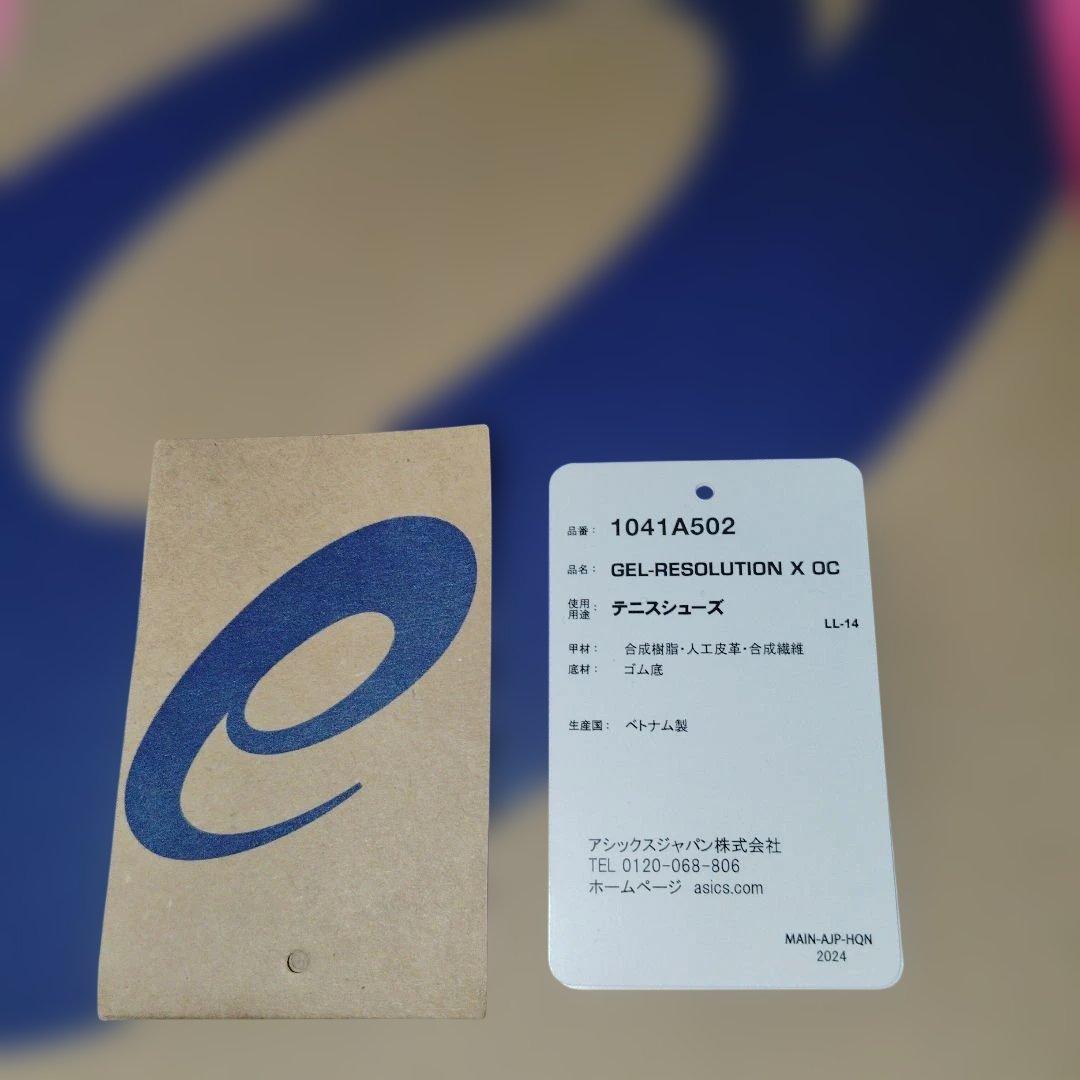 品番： 1041A502
品名： GEL-RESOLUTION X OC
使用用途： テニスシューズ
LL-14
甲材： 合成樹脂・人工皮革・合成繊維
底材： ゴム底
生産国： ベトナム製
アシックスジャパン株式会社
TEL 0120-068-806
ホームページ asics.com
MAIN-AJP-HQN
2024